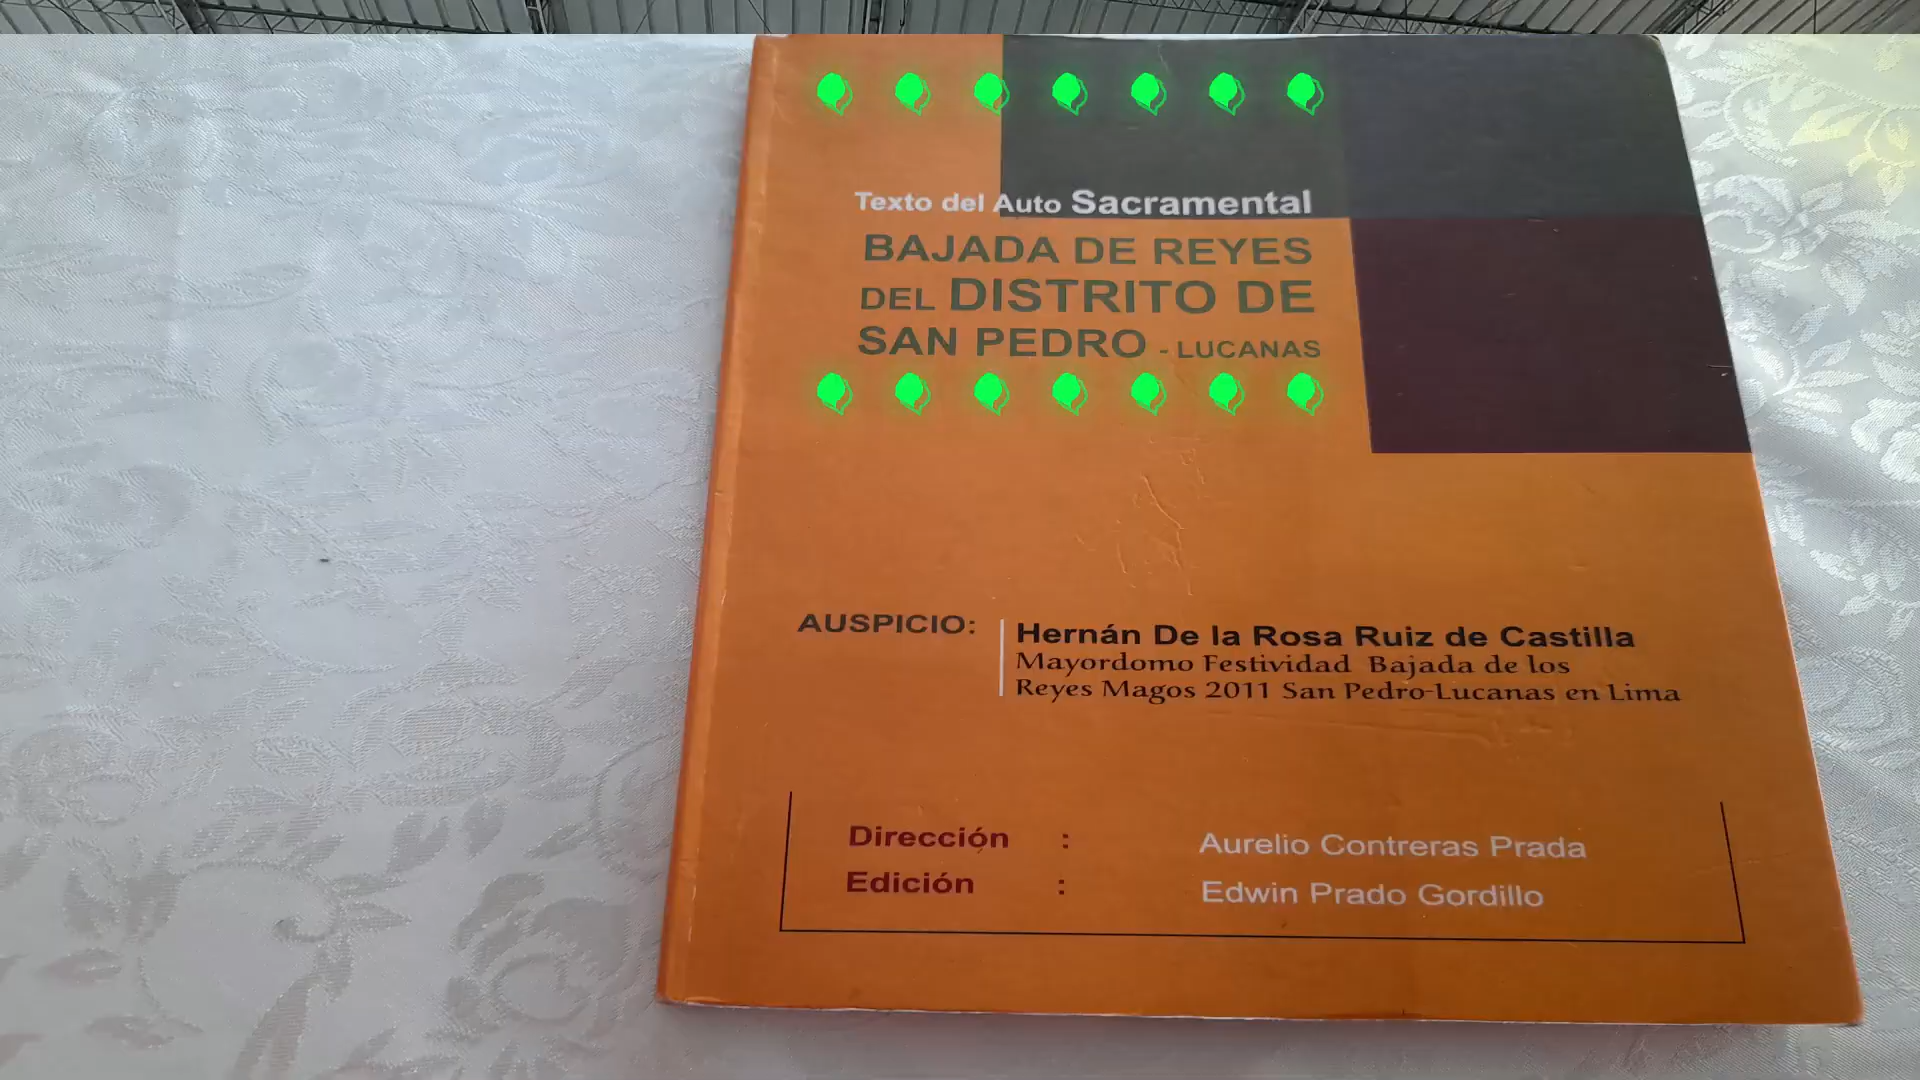 Texto del Auto Sacramental
BAJADA DE REYES
DEL DISTRITO DE
SAN PEDRO - LUCANAS
AUSPICIO:
Hernán De la Rosa Ruiz de Castilla
Mayordomo Festividad Bajada de los
Reyes Magos 2011 San Pedro-Lucanas en Lima
Dirección : Aurelio Contreras Prada
Edición : Edwin Prado Gordillo